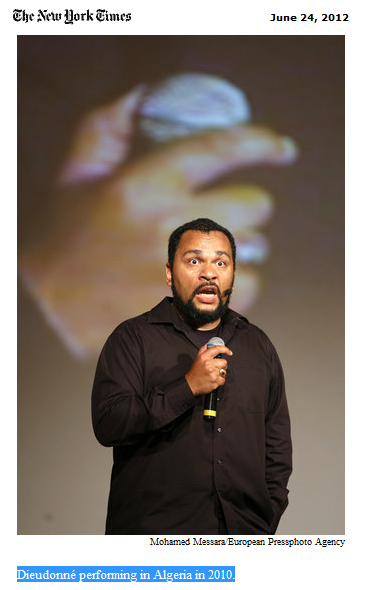 The New York Times
June 24, 2012
Mohamed Messara/European Pressphoto Agency
Dieudonné performing in Algeria in 2010.